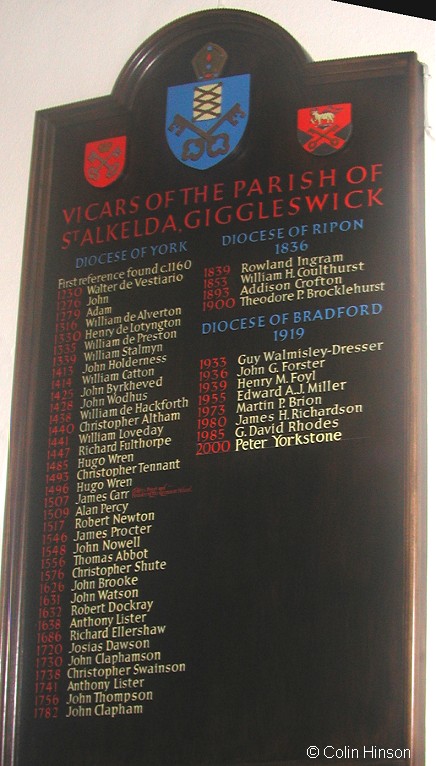 VICARS OF THE PARISH OF
ST ALKELDA, GIGGLESWICK
DIOCESE OF YORK
First reference found c.1160
1230 Walter de Vestiario
1276 John
1279 Adam
1316 William de Alverton
1330 Henry de Lotyngton
1335 William de Preston
1339 William Stalmyn
1413 John Holderness
1414 William Catton
1425 John Byrkheved
1428 John Wodhus
1438 William de Hackforth
1440 Christopher Altham
1441 William Loveday
1447 Richard Fulthorpe
1485 Hugo Wren
1493 Christopher Tennant
1496 Hugo Wren
1507 James Carr
1509 Alan Percy
1517 Robert Newton
1546 James Procter
1548 John Nowell
1556 Thomas Abbot
1576 Christopher Shute
1626 John Brooke
1631 John Watson
1632 Robert Dockray
1638 Anthony Lister
1686 Richard Ellershaw
1720 Josias Dawson
1730 John Claphamson
1738 Christopher Swainson
1741 Anthony Lister
1756 John Thompson
1782 John Clapham
DIOCESE OF RIPON
1836
1839 Rowland Ingram
1853 William H. Coulthurst
1893 Addison Crofton
1900 Theodore P. Brocklehurst
DIOCESE OF BRADFORD
1919
1933 Guy Walmisley-Dresser
1936 John G. Forster
1939 Henry M. Foyl
1955 Edward A.J. Miller
1973 Martin P. Brion
1980 James H. Richardson
1985 G. David Rhodes
2000 Peter Yorkstone
© Colin Hinson